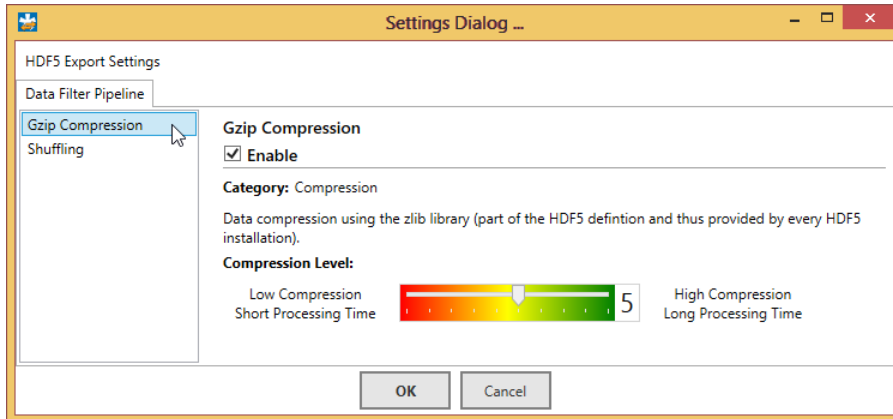 Settings Dialog ...
HDF5 Export Settings
Data Filter Pipeline
Gzip Compression
Shuffling
Gzip Compression
Enable
Category: Compression
Data compression using the zlib library (part of the HDF5 defintion and thus provided by every HDF5
installation).
Compression Level:
Low Compression
Short Processing Time
5
High Compression
Long Processing Time
OK
Cancel